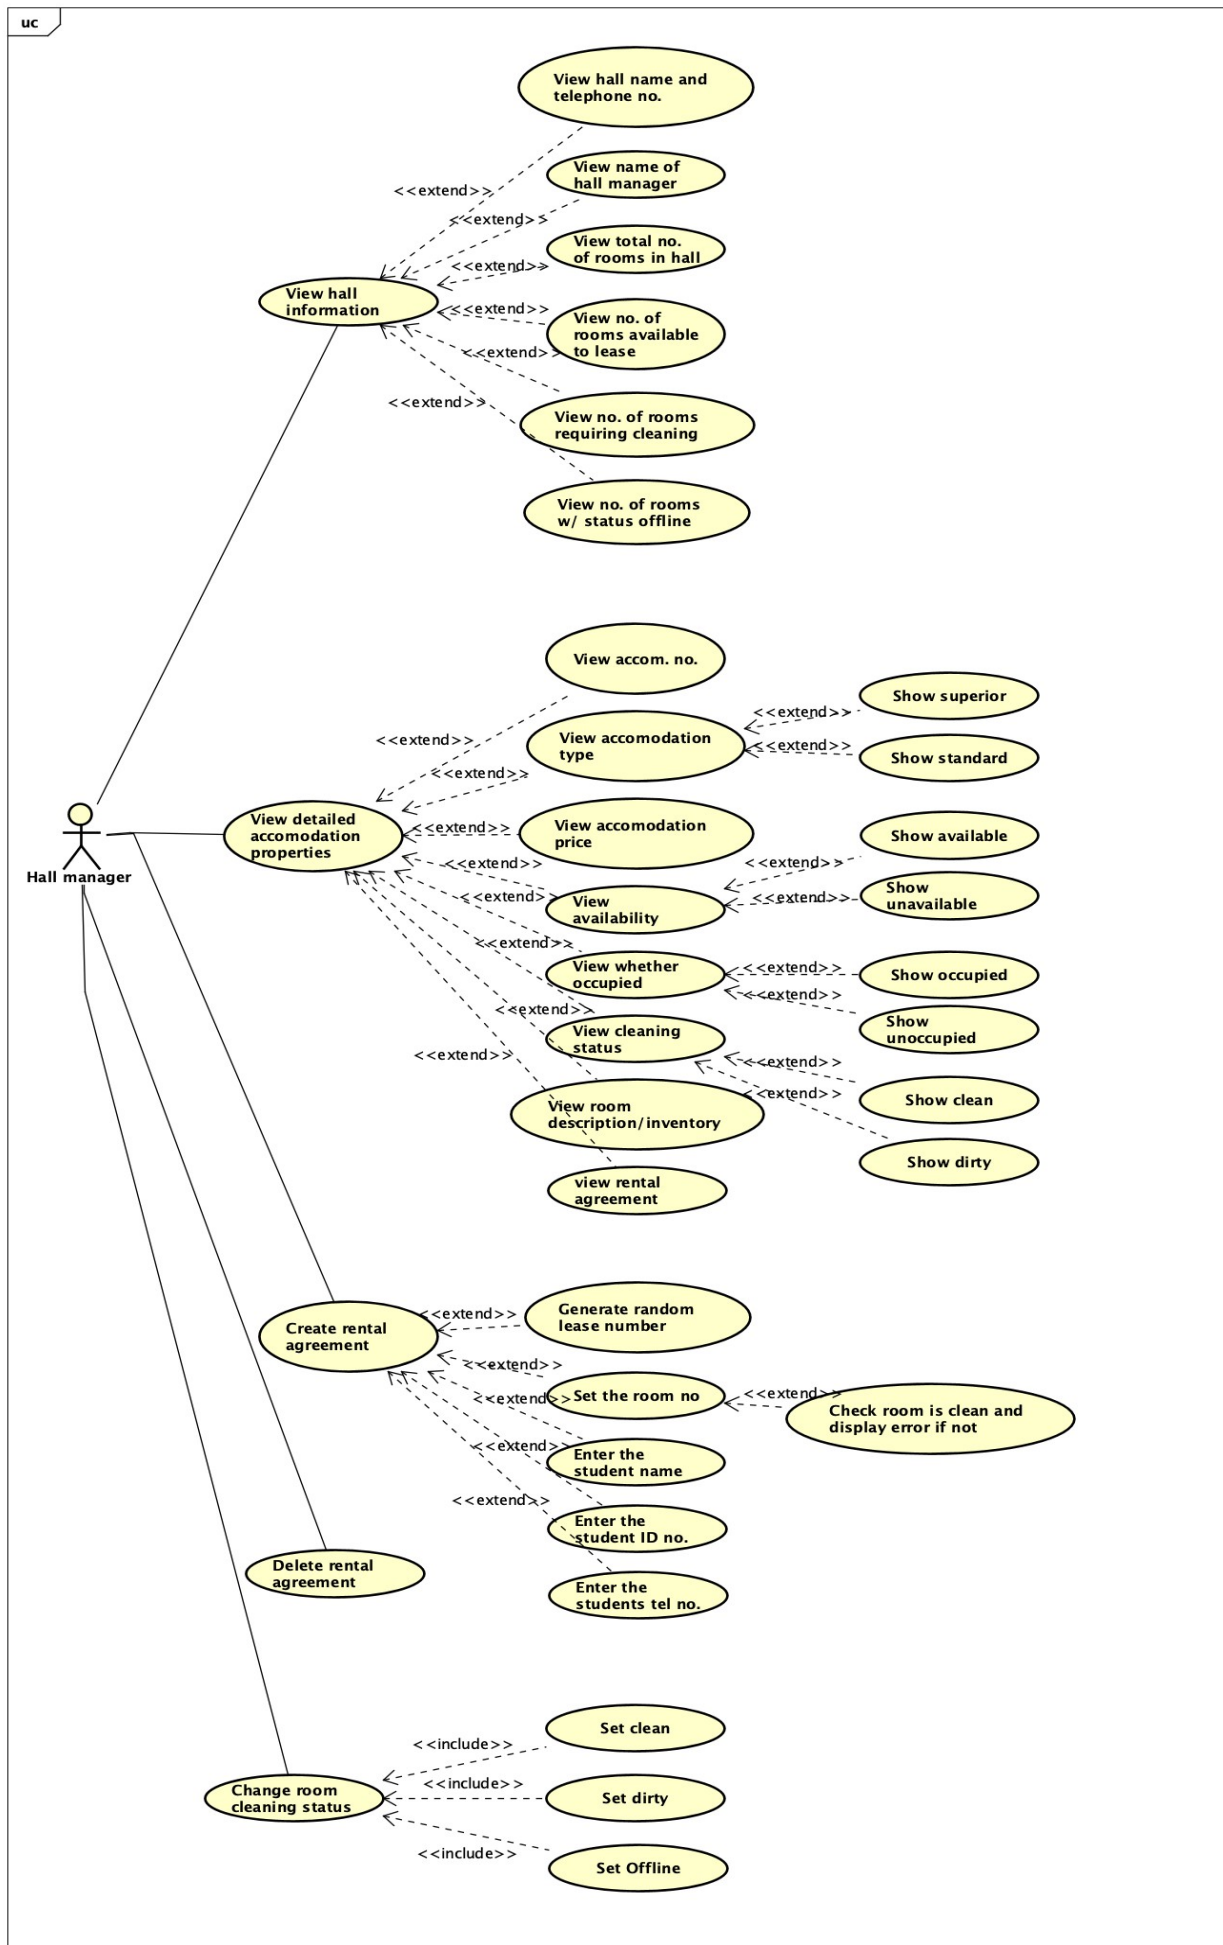 uc
View hall name and
telephone no.
<<extend>>
View name of
hall manager
<<extend>>
View total no.
of rooms in hall
<<extend>>
View hall
information
<<extend>>
View no. of
rooms available
to lease
<<extend>>
<<extend>>
View no. of rooms
requiring cleaning
View no. of rooms
w/ status offline
View accom. no.
Show superior
<<extend>>
<<extend>>
View accomodation
type
<<extend>>
Show standard
<<extend>>
Hall manager
View detailed
accomodation
properties
<<extend>>
View accomodation
price
Show available
<<extend>>
<<extend>>
View
availability
<<extend>>
Show
unavailable
<<extend>>
<<extend>>
View whether
occupied
<<extend>>
Show occupied
<<extend>>
Show
unoccupied
<<extend>>
View cleaning
status
<<extend>>
<<extend>>
Show clean
<<extend>>
View room
description/inventory
Show dirty
view rental
agreement
Create rental
agreement
<<extend>>
Generate random
lease number
<<extend>>
Set the room no
<<extend>>
Check room is clean and
display error if not
<<extend>>
Enter the
student name
<<extend>>
Enter the
student ID no.
<<extend>>
Enter the
students tel no.
Delete rental
agreement
Set clean
<<include>>
Change room
cleaning status
<<include>>
Set dirty
<<include>>
Set Offline